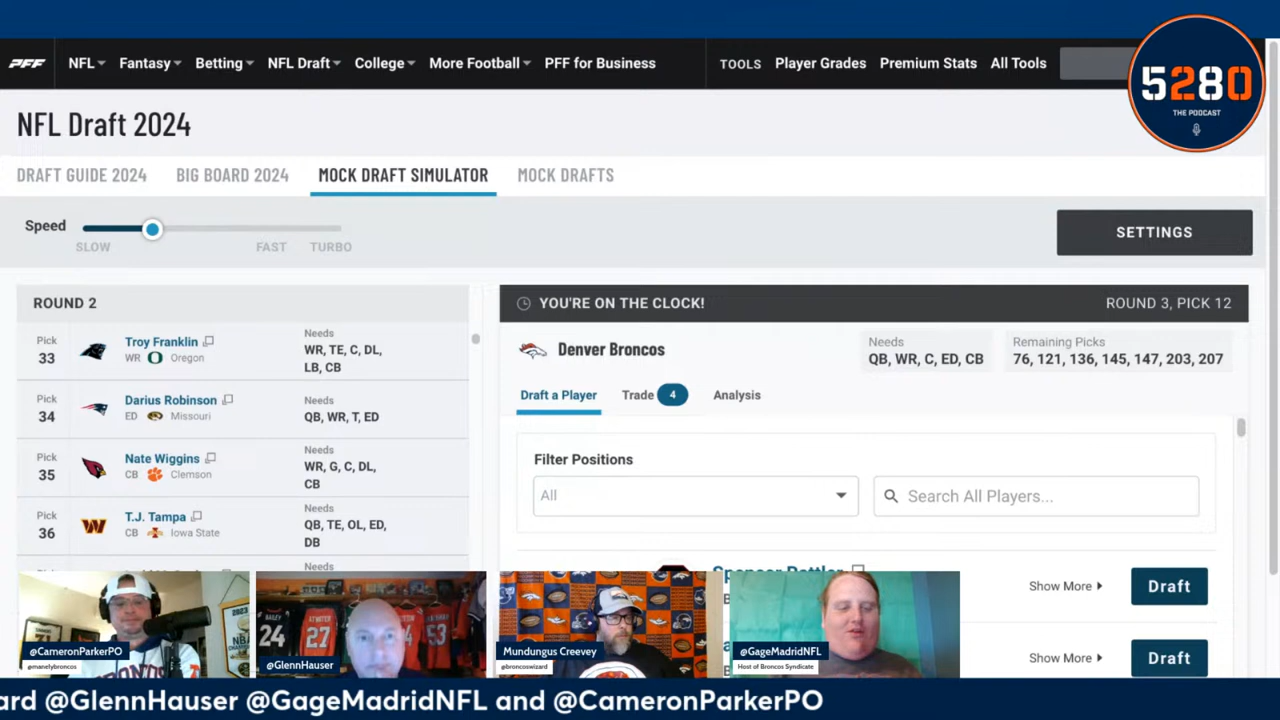 PFF
NFL
Fantasy
Betting
NFL Draft
College
More Football
PFF for Business
TOOLS
Player Grades
Premium Stats
All Tools
5280
THE PODCAST
NFL Draft 2024
DRAFT GUIDE 2024
BIG BOARD 2024
MOCK DRAFT SIMULATOR
MOCK DRAFTS
Speed
SLOW
FAST
TURBO
SETTINGS
ROUND 2
Pick
33
Troy Franklin
WR
Oregon
Needs
WR, TE, C, DL,
LB, CB
Pick
34
Darius Robinson
ED
Missouri
Needs
QB, WR, T, ED
Pick
35
Nate Wiggins
CB
Clemson
Needs
WR, G, C, DL,
CB
Pick
36
T.J. Tampa
CB
Iowa State
Needs
QB, TE, OL, ED,
DB
Needs
YOU'RE ON THE CLOCK!
ROUND 3, PICK 12
Denver Broncos
Needs
QB, WR, C, ED, CB
Remaining Picks
76, 121, 136, 145, 147, 203, 207
Draft a Player
Trade 4
Analysis
Filter Positions
All
Search All Players...
Show More
Draft
Show More
Draft
@CameronParkerPO
@manelybroncos
BAILEY
24
ATWATER
27
53
@GlennHauser
Mundungus Creevey
@broncoswizard
@GageMadridNFL
Host of Broncos Syndicate
ard @GlennHauser @GageMadridNFL and @CameronParkerPO